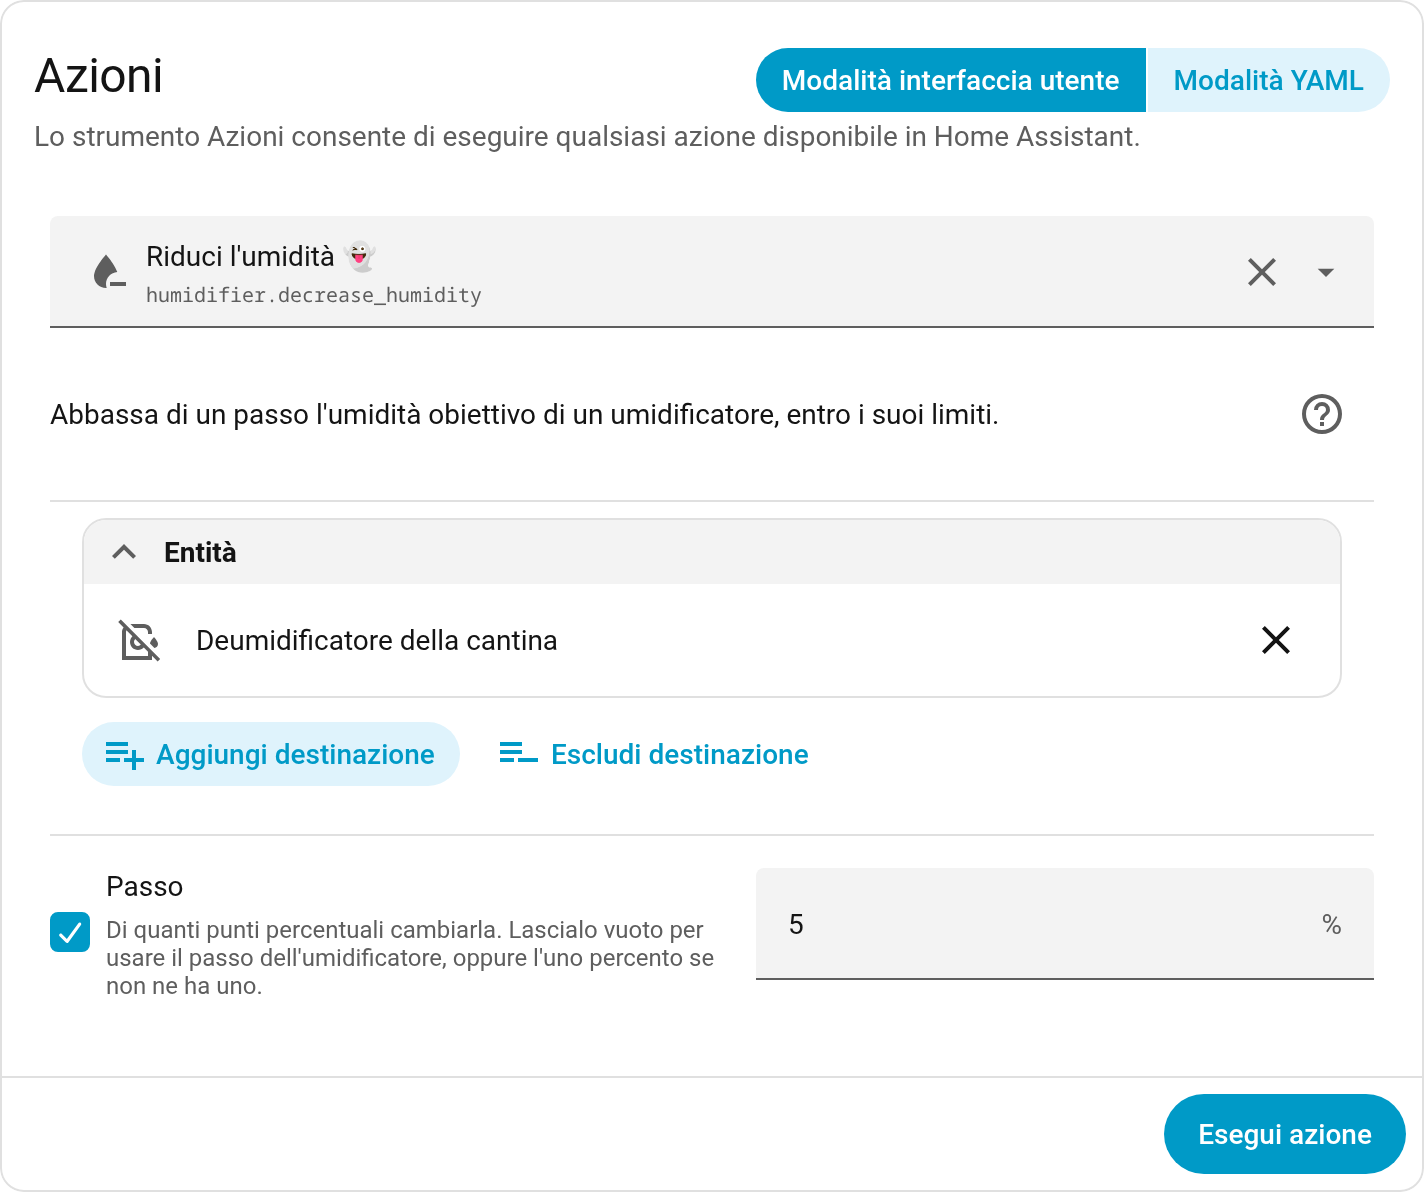 Azioni
Modalità interfaccia utente
Modalità YAML
Lo strumento Azioni consente di eseguire qualsiasi azione disponibile in Home Assistant.
Riduci l'umidità 👻
humidifier.decrease_humidity
Abbassa di un passo l'umidità obiettivo di un umidificatore, entro i suoi limiti.
Entità
Deumidificatore della cantina
Aggiungi destinazione
Escludi destinazione
Passo
Di quanti punti percentuali cambiarla. Lascialo vuoto per
usare il passo dell'umidificatore, oppure l'uno percento se
non ne ha uno.
5 %
Esegui azione